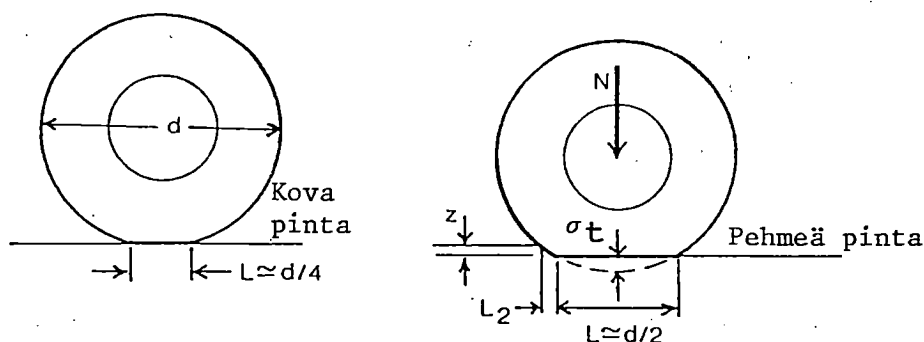 d
Kova
pinta
L≃d/4
N
z
σt
Pehmeä pinta
L₂
L≃d/2